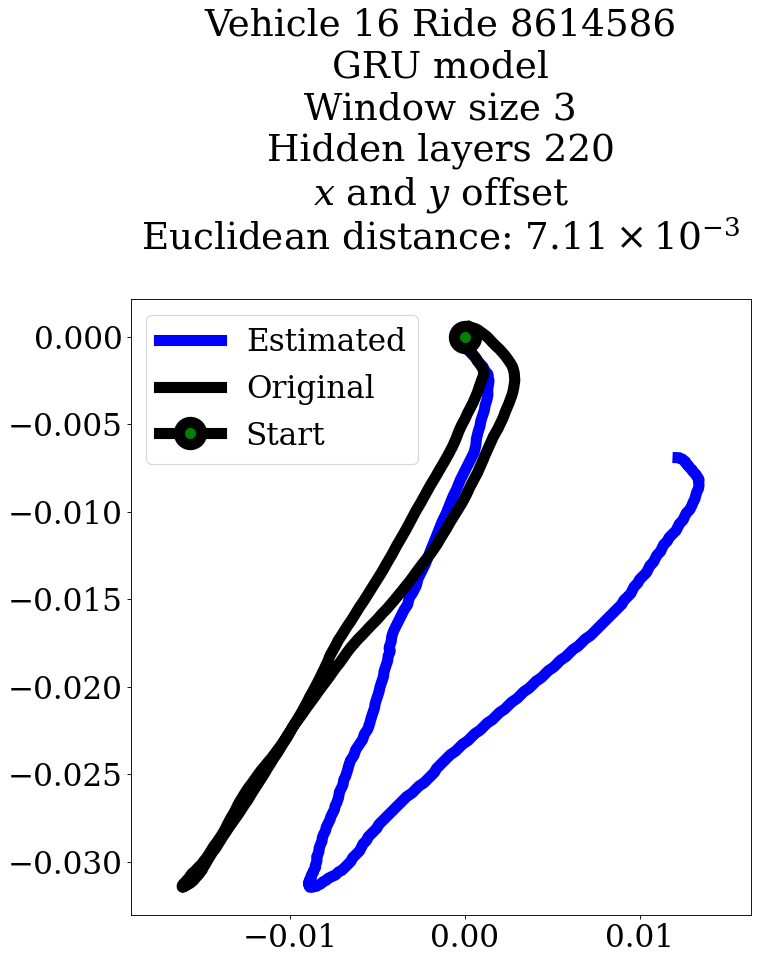 Vehicle 16 Ride 8614586
GRU model
Window size 3
Hidden layers 220
x and y offset
Euclidean distance: 7.11 × 10⁻³
Estimated
Original
Start
0.000
−0.005
−0.010
−0.015
−0.020
−0.025
−0.030
−0.01 0.00 0.01